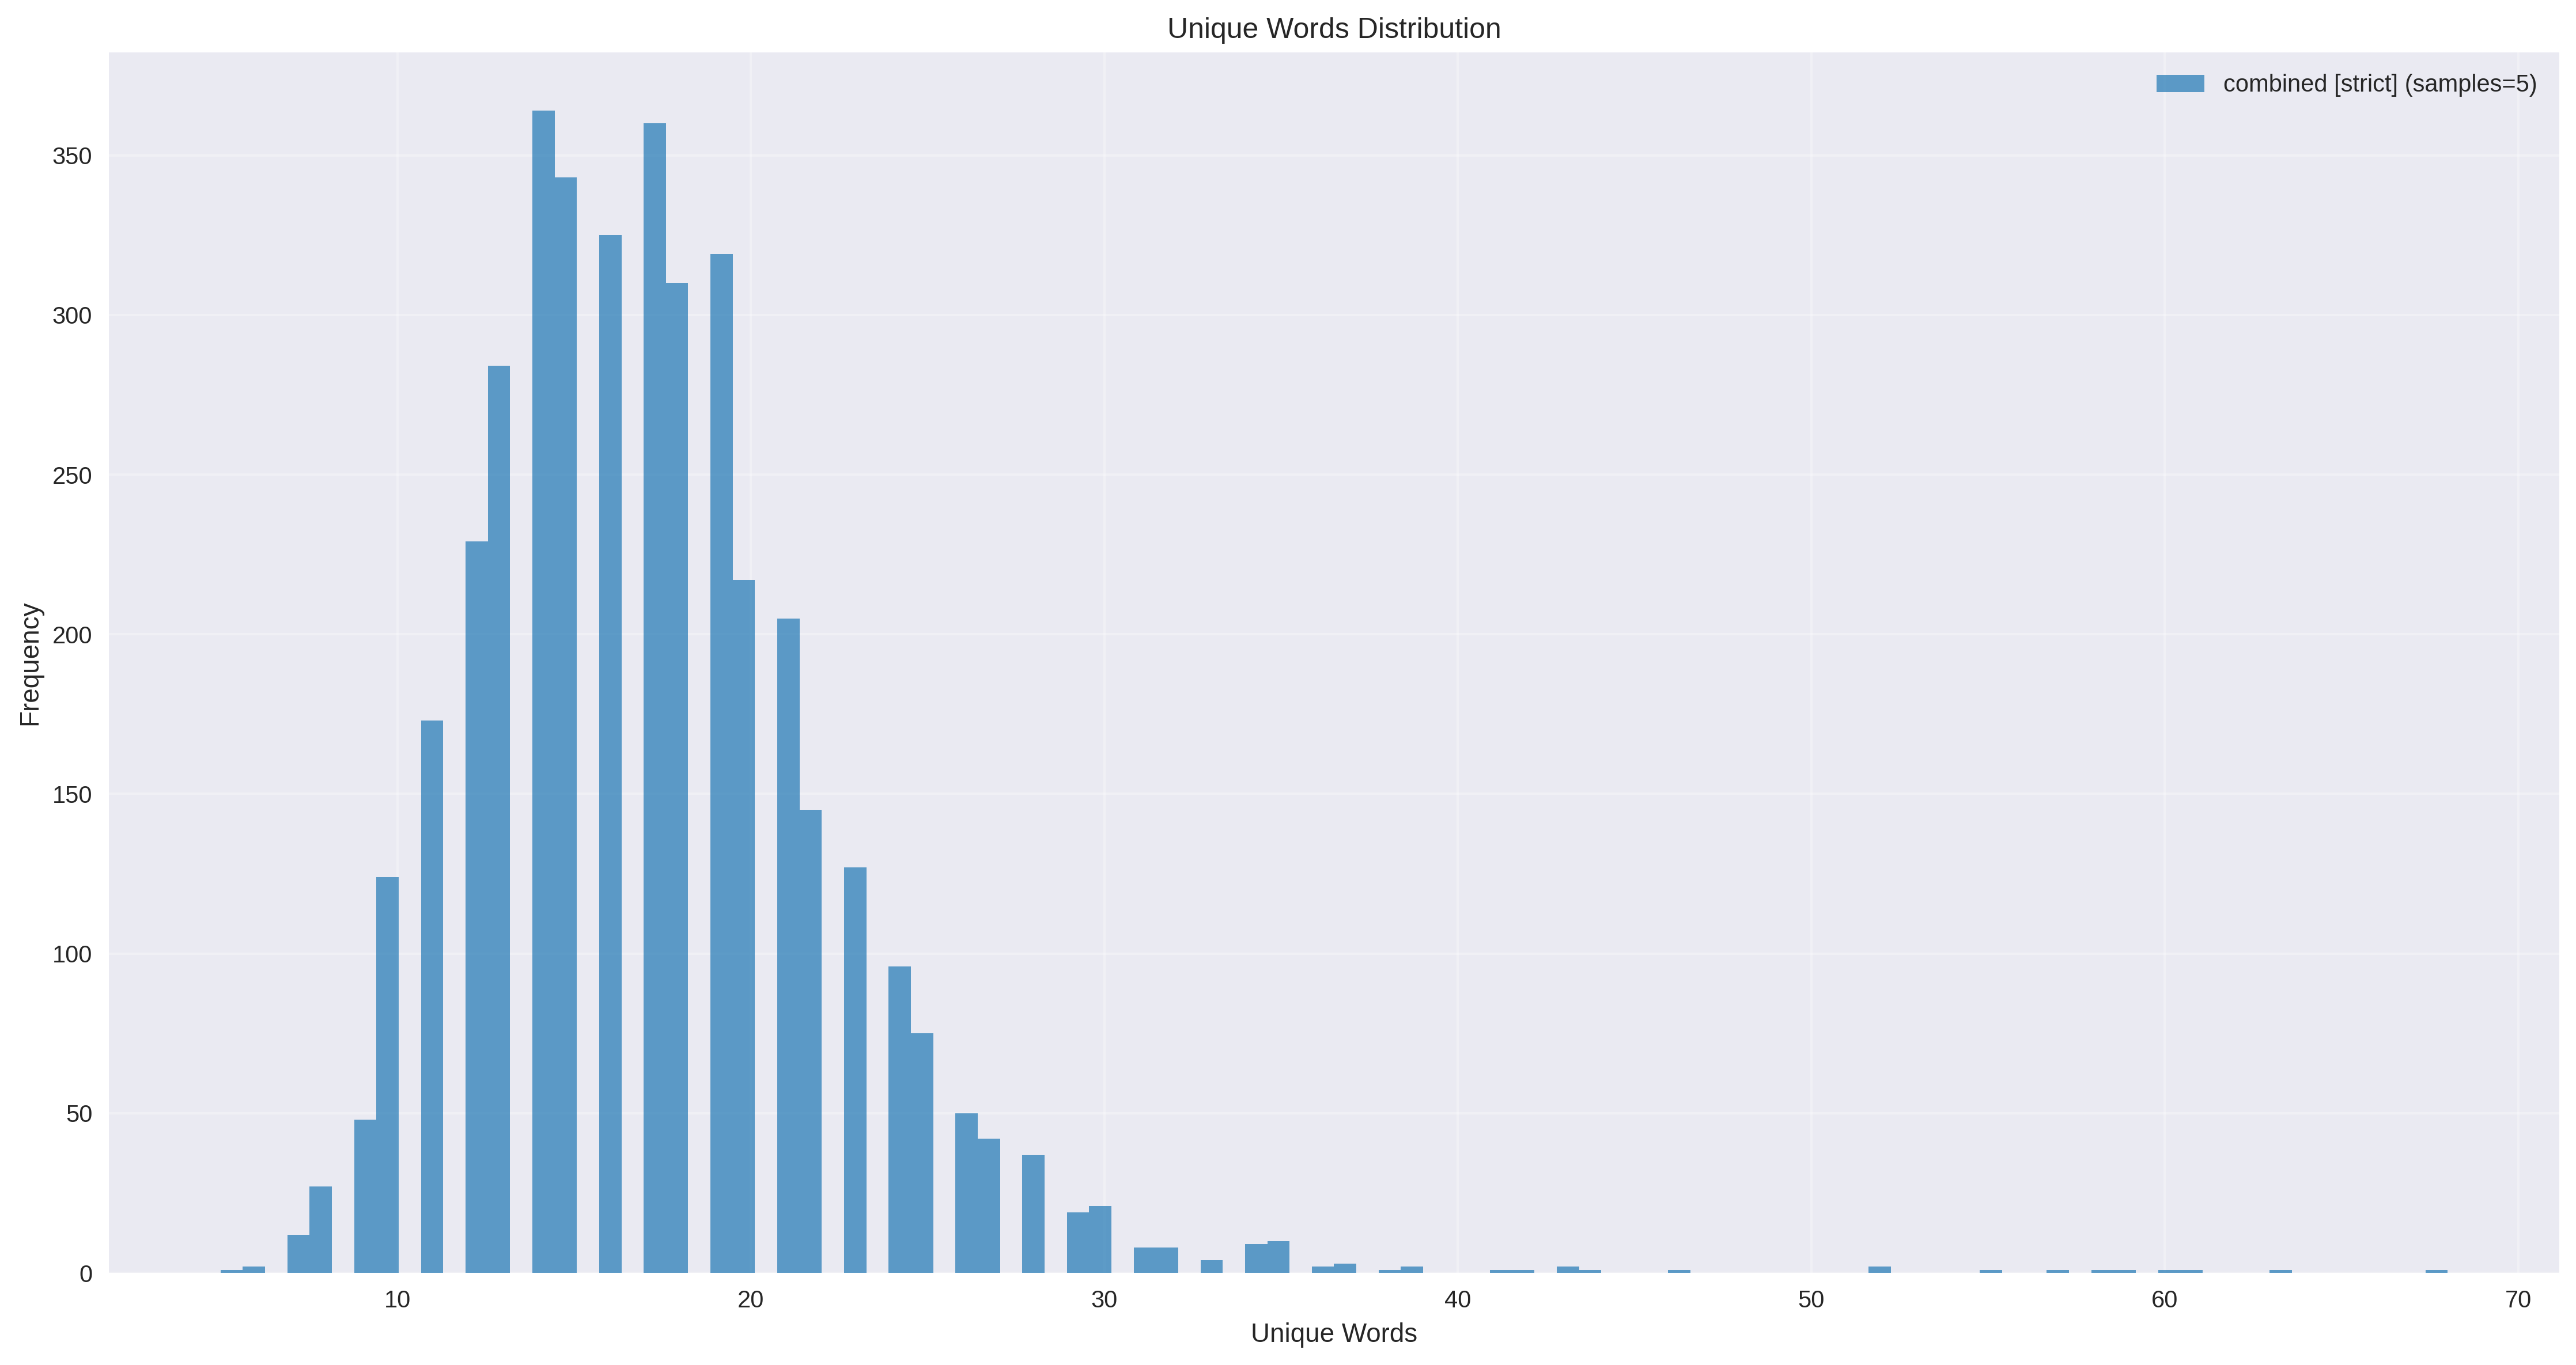 Unique Words Distribution
combined [strict] (samples=5)
350
300
250
200
150
100
50
0
Frequency
10 20 30 40 50 60 70
Unique Words